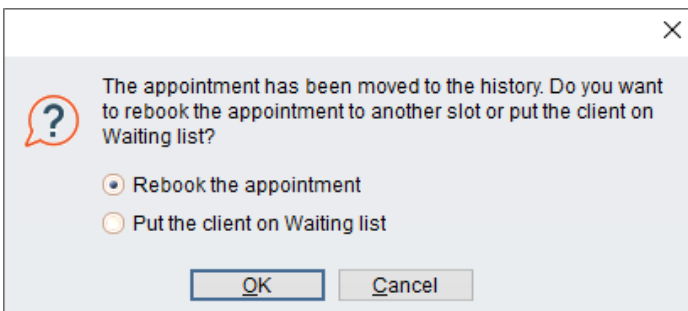 The appointment has been moved to the history. Do you want
to rebook the appointment to another slot or put the client on
Waiting list?
Rebook the appointment
Put the client on Waiting list
OK Cancel